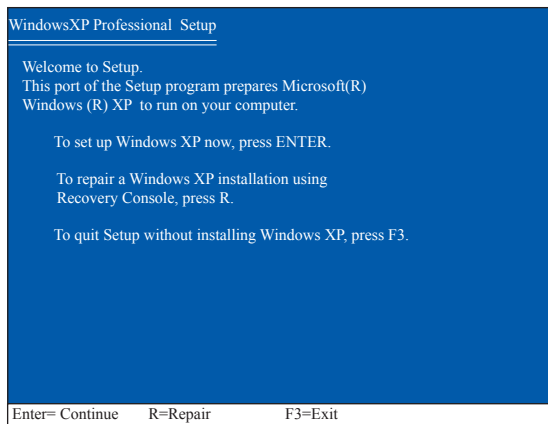 WindowsXP Professional Setup
Welcome to Setup.
This port of the Setup program prepares Microsoft(R)
Windows (R) XP to run on your computer.
To set up Windows XP now, press ENTER.
To repair a Windows XP installation using
Recovery Console, press R.
To quit Setup without installing Windows XP, press F3.
Enter= Continue R=Repair F3=Exit